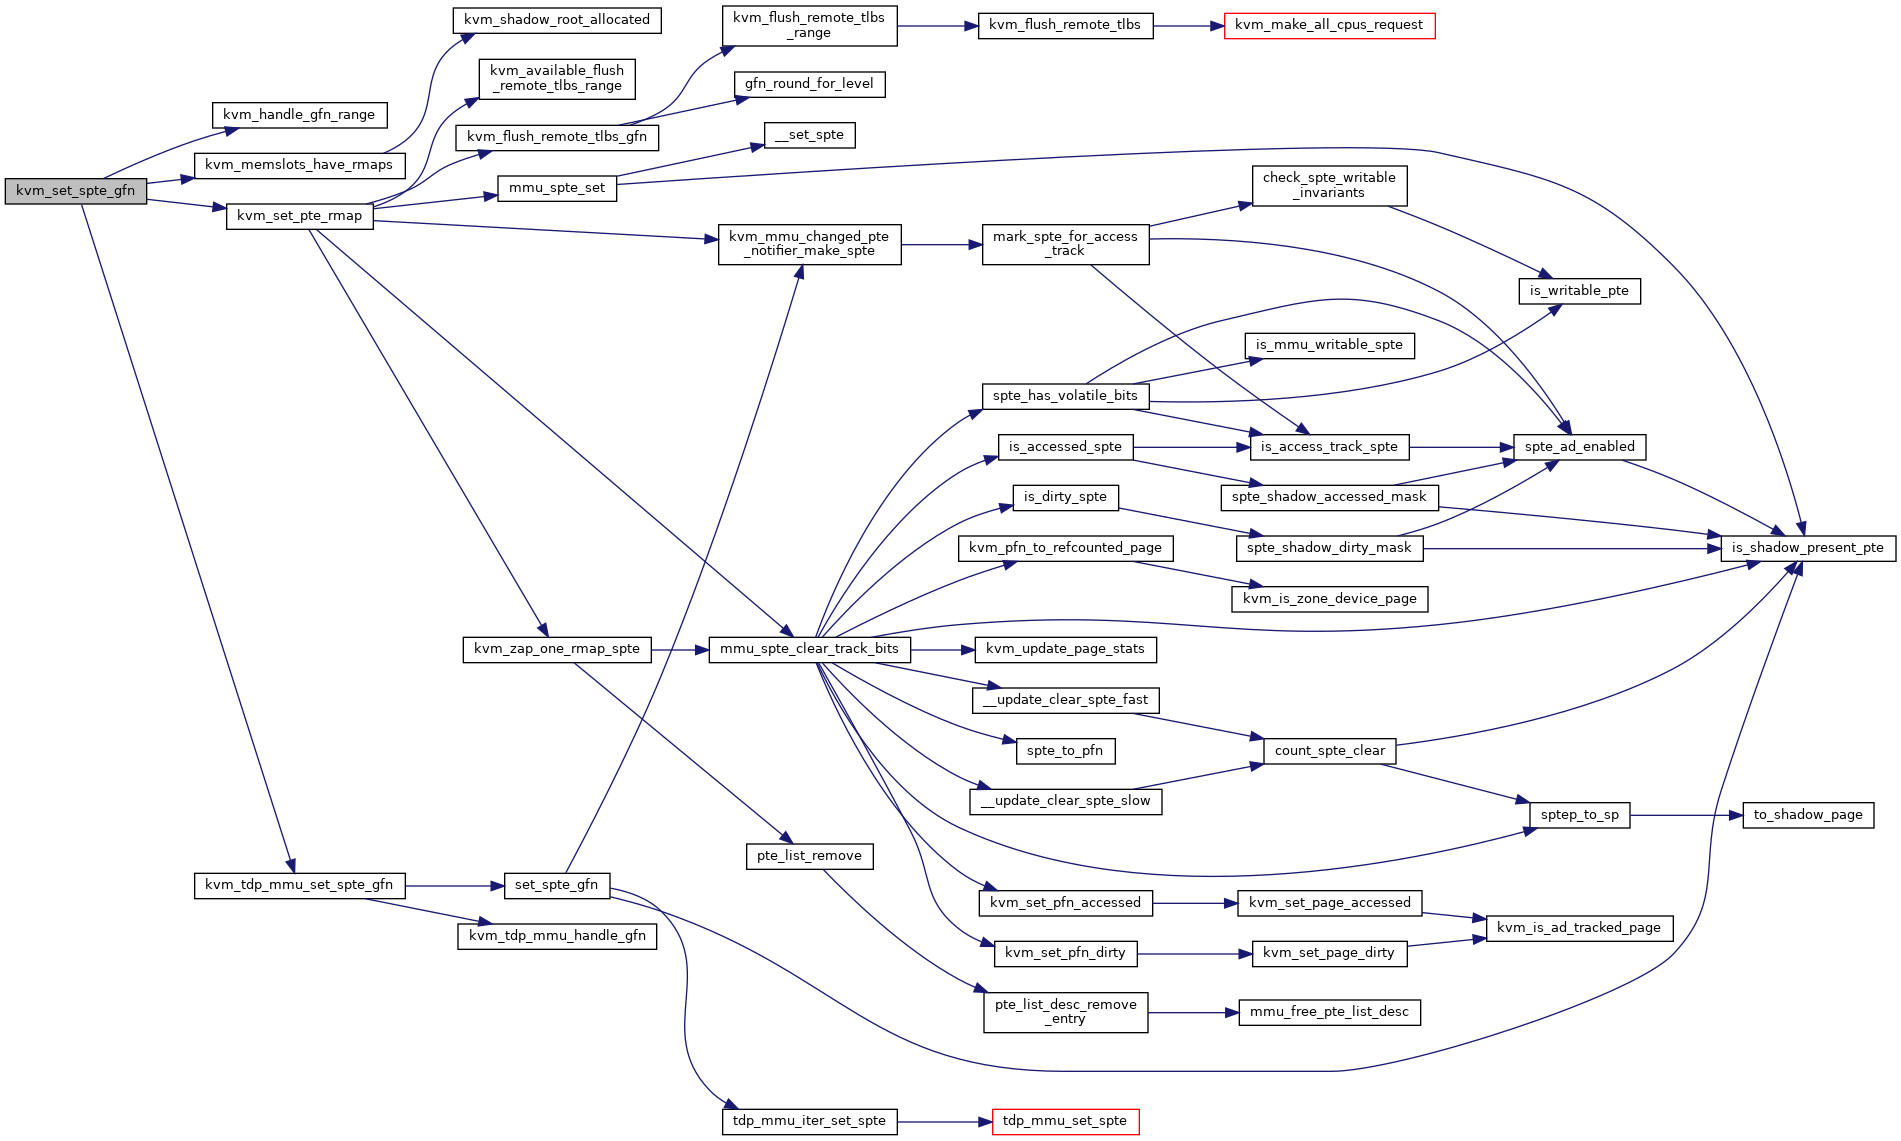 kvm_set_spte_gfn
kvm_handle_gfn_range
kvm_memslots_have_rmaps
kvm_set_pte_rmap
kvm_tdp_mmu_set_spte_gfn
kvm_shadow_root_allocated
kvm_available_flush
_remote_tlbs_range
kvm_flush_remote_tlbs_gfn
mmu_spte_set
kvm_zap_one_rmap_spte
set_spte_gfn
kvm_tdp_mmu_handle_gfn
kvm_flush_remote_tlbs
_range
gfn_round_for_level
__set_spte
kvm_mmu_changed_pte
_notifier_make_spte
mmu_spte_clear_track_bits
pte_list_remove
tdp_mmu_iter_set_spte
kvm_flush_remote_tlbs
mark_spte_for_access
_track
spte_has_volatile_bits
is_accessed_spte
is_dirty_spte
kvm_pfn_to_refcounted_page
kvm_update_page_stats
__update_clear_spte_fast
spte_to_pfn
__update_clear_spte_slow
kvm_set_pfn_accessed
kvm_set_pfn_dirty
pte_list_desc_remove
_entry
tdp_mmu_set_spte
kvm_make_all_cpus_request
check_spte_writable
_invariants
is_mmu_writable_spte
is_access_track_spte
spte_shadow_accessed_mask
spte_shadow_dirty_mask
kvm_is_zone_device_page
count_spte_clear
kvm_set_page_accessed
kvm_set_page_dirty
mmu_free_pte_list_desc
is_writable_pte
spte_ad_enabled
sptep_to_sp
kvm_is_ad_tracked_page
is_shadow_present_pte
to_shadow_page